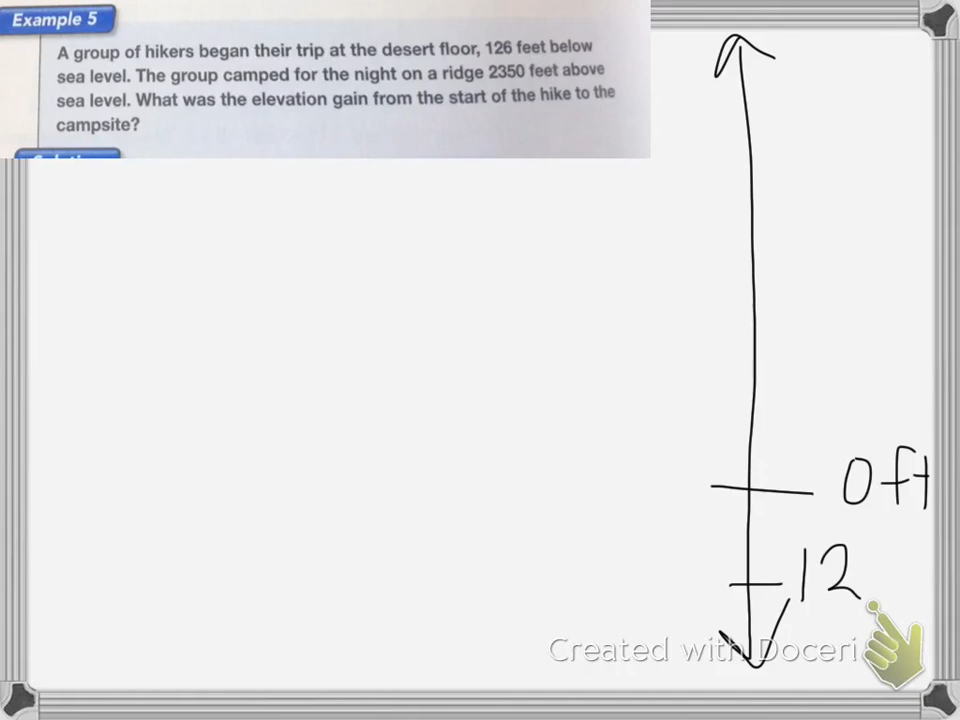 Example 5
A group of hikers began their trip at the desert floor, 126 feet below
sea level. The group camped for the night on a ridge 2350 feet above
sea level. What was the elevation gain from the start of the hike to the
campsite?
0 ft
12
Created with Doceri